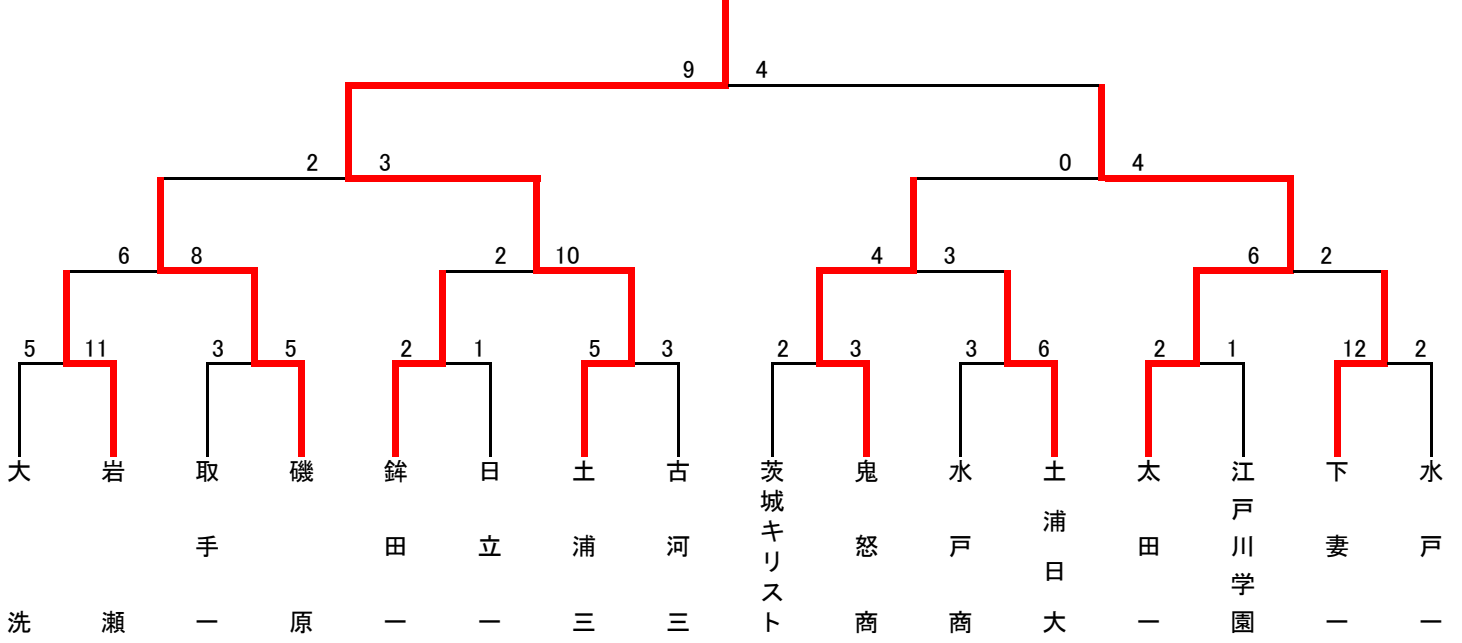 9 4
2 3 0 4
6 8 2 10 4 3 6 2
5 11 3 5 2 1 5 3 2 3 3 6 2 1 12 2
大洗
岩瀬
取手一
磯原
鉾田一
日立一
土浦三
古河三
茨城キリスト
鬼怒商
水戸商
土浦日大
太田一
江戸川学園
下妻一
水戸一